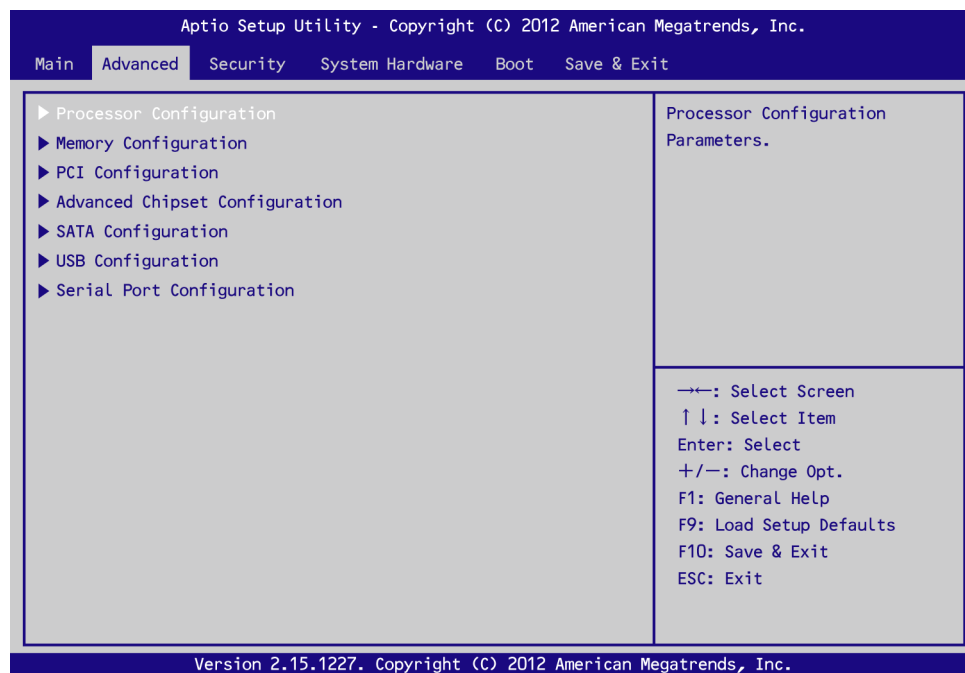 Aptio Setup Utility - Copyright (C) 2012 American Megatrends, Inc.
Main Advanced Security System Hardware Boot Save & Exit
▶ Processor Configuration
▶ Memory Configuration
▶ PCI Configuration
▶ Advanced Chipset Configuration
▶ SATA Configuration
▶ USB Configuration
▶ Serial Port Configuration
Processor Configuration
Parameters.
→←: Select Screen
↑↓: Select Item
Enter: Select
+/-: Change Opt.
F1: General Help
F9: Load Setup Defaults
F10: Save & Exit
ESC: Exit
Version 2.15.1227. Copyright (C) 2012 American Megatrends, Inc.